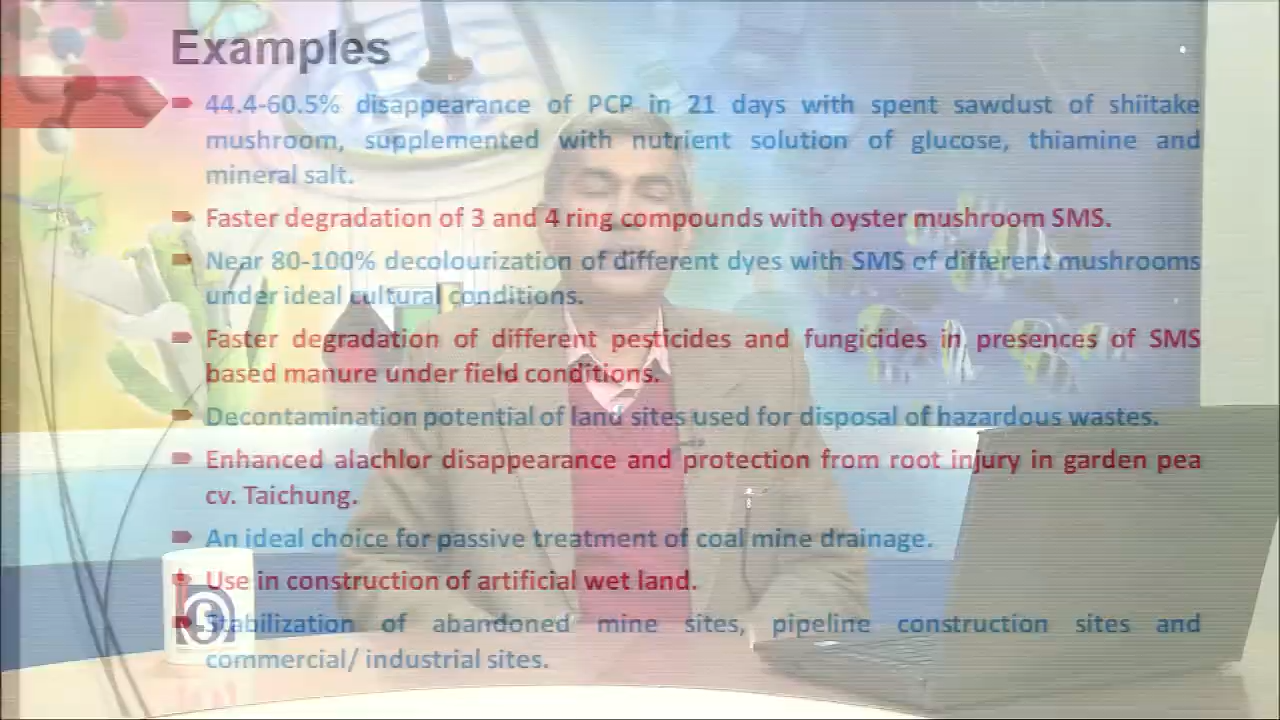 Examples
44.4-60.5% disappearance of PCP in 21 days with spent sawdust of shiitake
mushroom, supplemented with nutrient solution of glucose, thiamine and
mineral salt.
Faster degradation of 3 and 4 ring compounds with oyster mushroom SMS.
Near 80-100% decolourization of different dyes with SMS of different mushrooms
under ideal cultural conditions.
Faster degradation of different pesticides and fungicides in presences of SMS
based manure under field conditions.
Decontamination potential of land sites used for disposal of hazardous wastes.
Enhanced alachlor disappearance and protection from root injury in garden pea
cv. Taichung.
An ideal choice for passive treatment of coal mine drainage.
Use in construction of artificial wet land.
Stabilization of abandoned mine sites, pipeline construction sites and
commercial/ industrial sites.